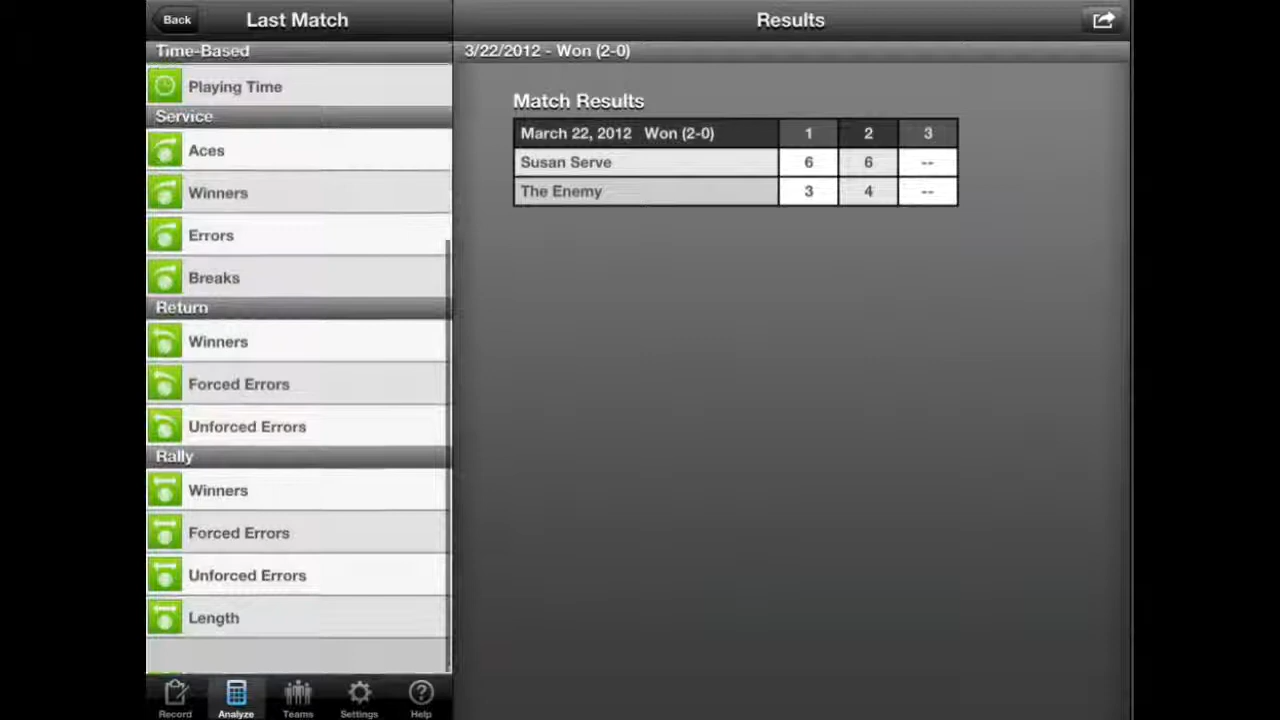 Back
Last Match
Results
Time-Based
3/22/2012 - Won (2-0)
Playing Time
Service
Aces
Winners
Errors
Breaks
Return
Winners
Forced Errors
Unforced Errors
Rally
Winners
Forced Errors
Unforced Errors
Length
Match Results
March 22, 2012 Won (2-0) 1 2 3
Susan Serve 6 6 --
The Enemy 3 4 --
Record Analyze Teams Settings Help